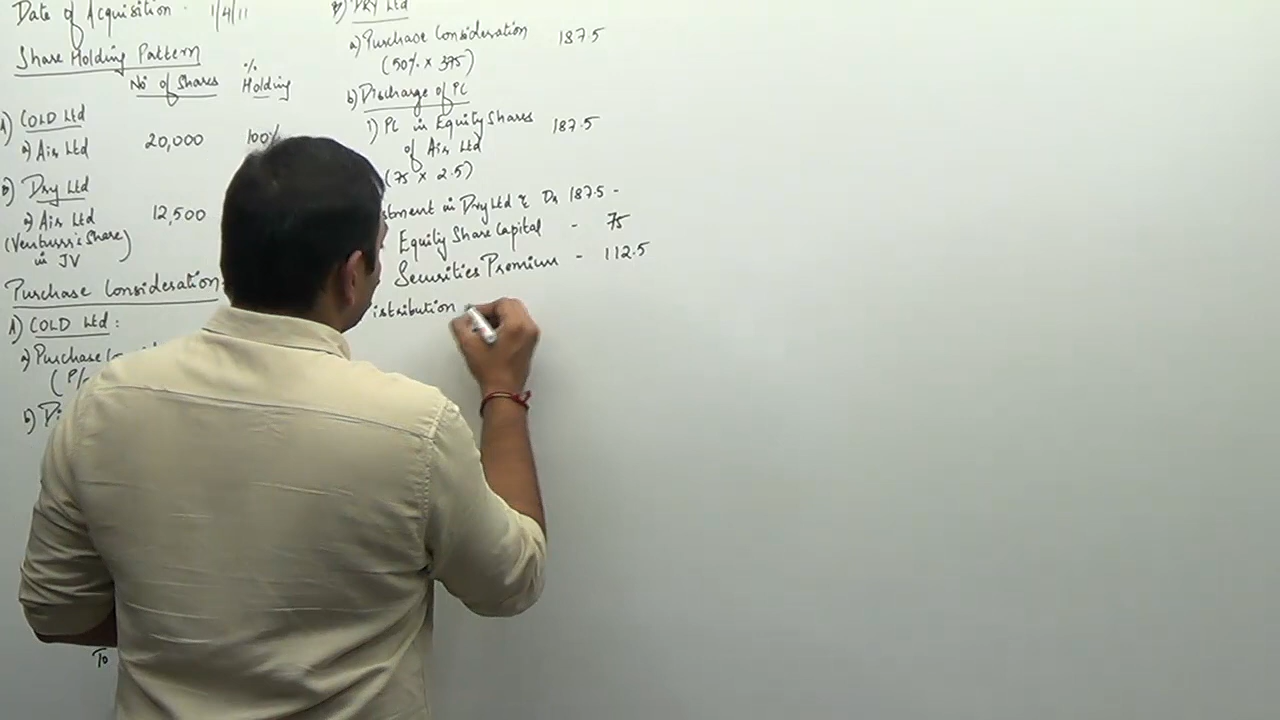 Date of Acquisition - 1/4/11
Share Holding Pattern
No of Shares % Holding
A) COLD Ltd
a) Air Ltd 20,000 100%
B) Dry Ltd
a) Air Ltd 12,500
(Venturer's Share)
in JV
Purchase Consideration:
A) COLD Ltd:
a) Purchase
b)
To
B) DRY Ltd
a) Purchase Consideration 187.5
(50% x 375)
b) Discharge of PC
i) PC in Equity Shares 187.5
of Air Ltd
(75 x 2.5)
stment in Dry Ltd Dr 187.5 -
Equity Share Capital - 75
Securities Premium - 112.5
istribution